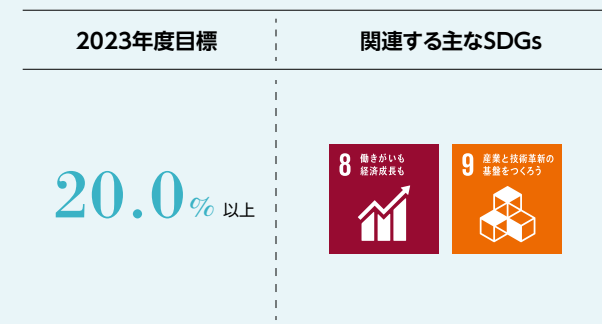 2023年度目標
関連する主なSDGs
20.0% 以上
8 働きがいも
経済成長も
9 産業と技術革新の
基盤をつくろう